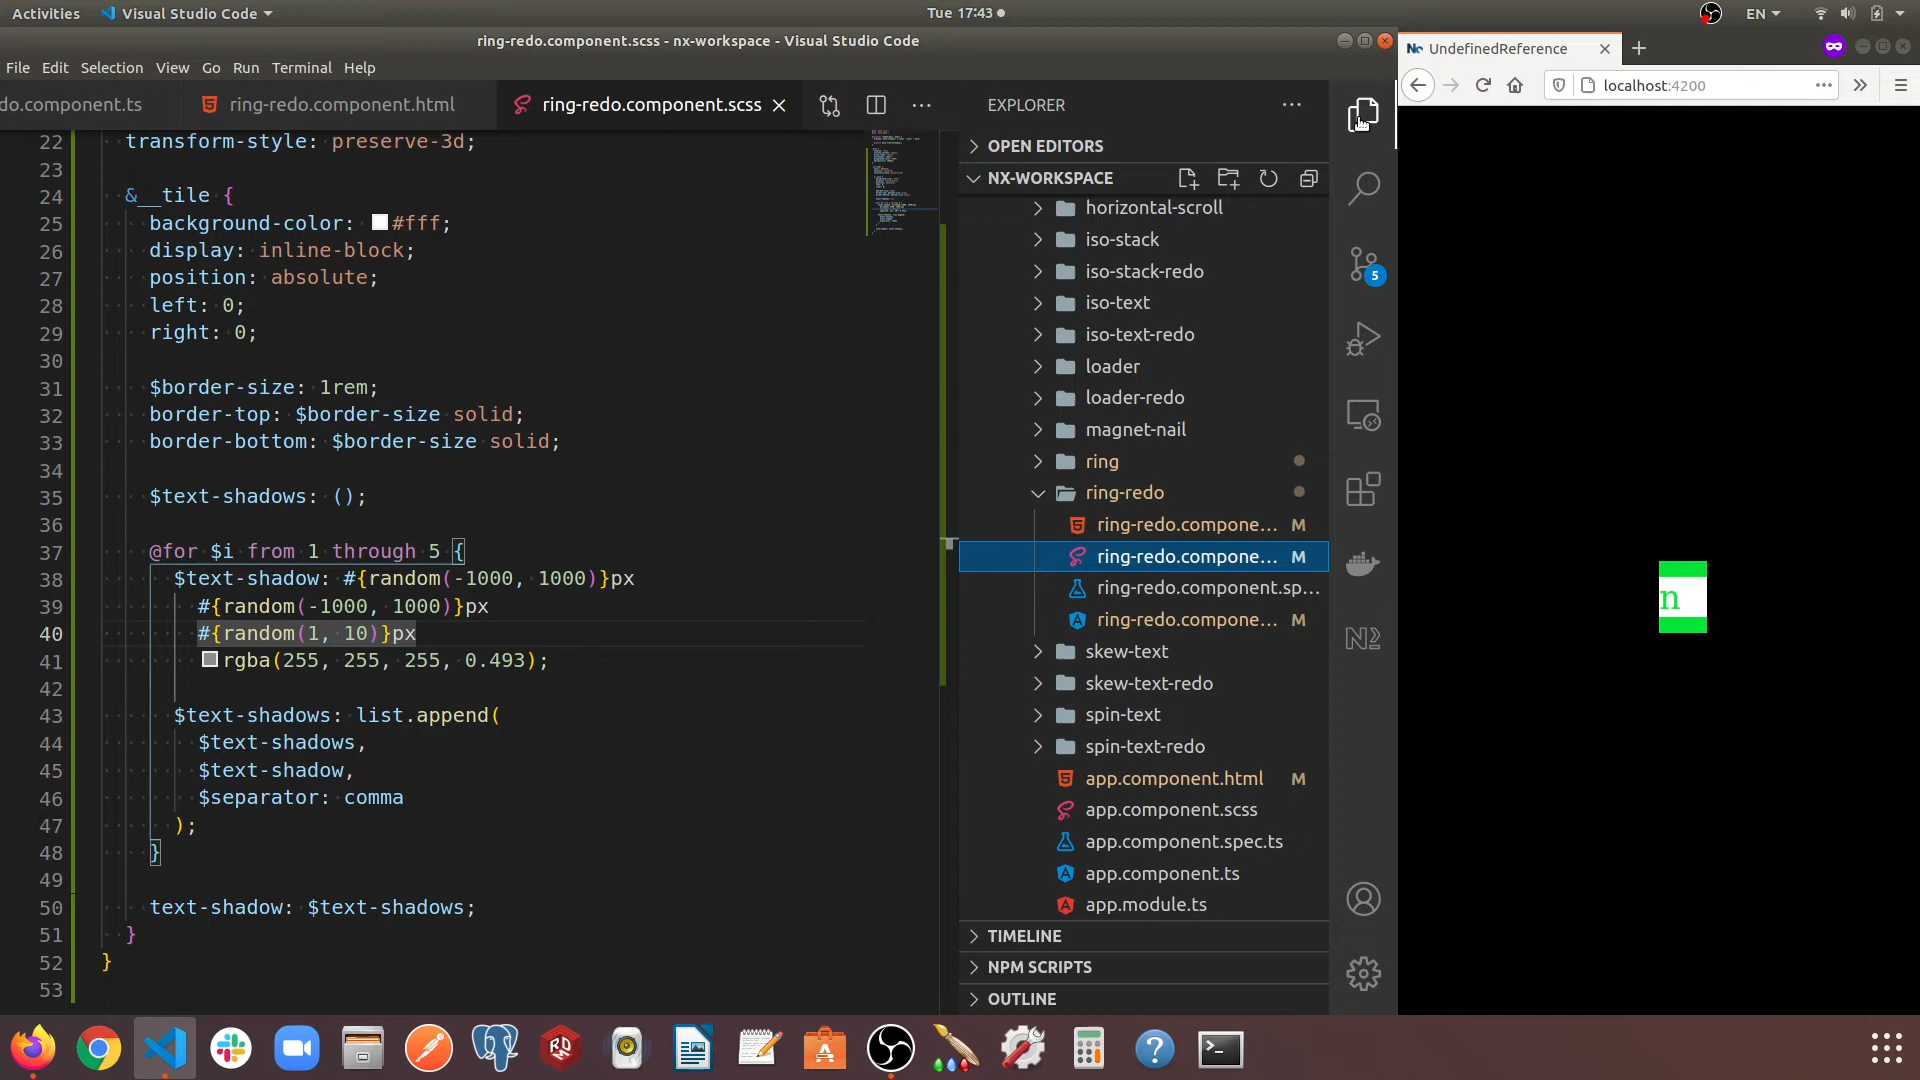 Activities
Visual Studio Code
Tue 17:43
EN
ring-redo.component.scss - nx-workspace - Visual Studio Code
File Edit Selection View Go Run Terminal Help
do.component.ts
ring-redo.component.html
ring-redo.component.scss
22 transform-style: preserve-3d;
23
24 &__tile {
25 background-color: #fff;
26 display: inline-block;
27 position: absolute;
28 left: 0;
29 right: 0;
30
31 $border-size: 1rem;
32 border-top: $border-size solid;
33 border-bottom: $border-size solid;
34
35 $text-shadows: ();
36
37 @for $i from 1 through 5 {
38 $text-shadow: #{random(-1000, 1000)}px
39 #{random(-1000, 1000)}px
40 #{random(1, 10)}px
41 rgba(255, 255, 255, 0.493);
42
43 $text-shadows: list.append(
44 $text-shadows,
45 $text-shadow,
46 $separator: comma
47 );
48 }
49
50 text-shadow: $text-shadows;
51 }
52 }
53
EXPLORER
OPEN EDITORS
NX-WORKSPACE
horizontal-scroll
iso-stack
iso-stack-redo
iso-text
iso-text-redo
loader
loader-redo
magnet-nail
ring
ring-redo
ring-redo.compone... M
ring-redo.compone... M
ring-redo.component.sp...
ring-redo.compone... M
skew-text
skew-text-redo
spin-text
spin-text-redo
app.component.html M
app.component.scss
app.component.spec.ts
app.component.ts
app.module.ts
TIMELINE
NPM SCRIPTS
OUTLINE
5
UndefinedReference
localhost:4200
n